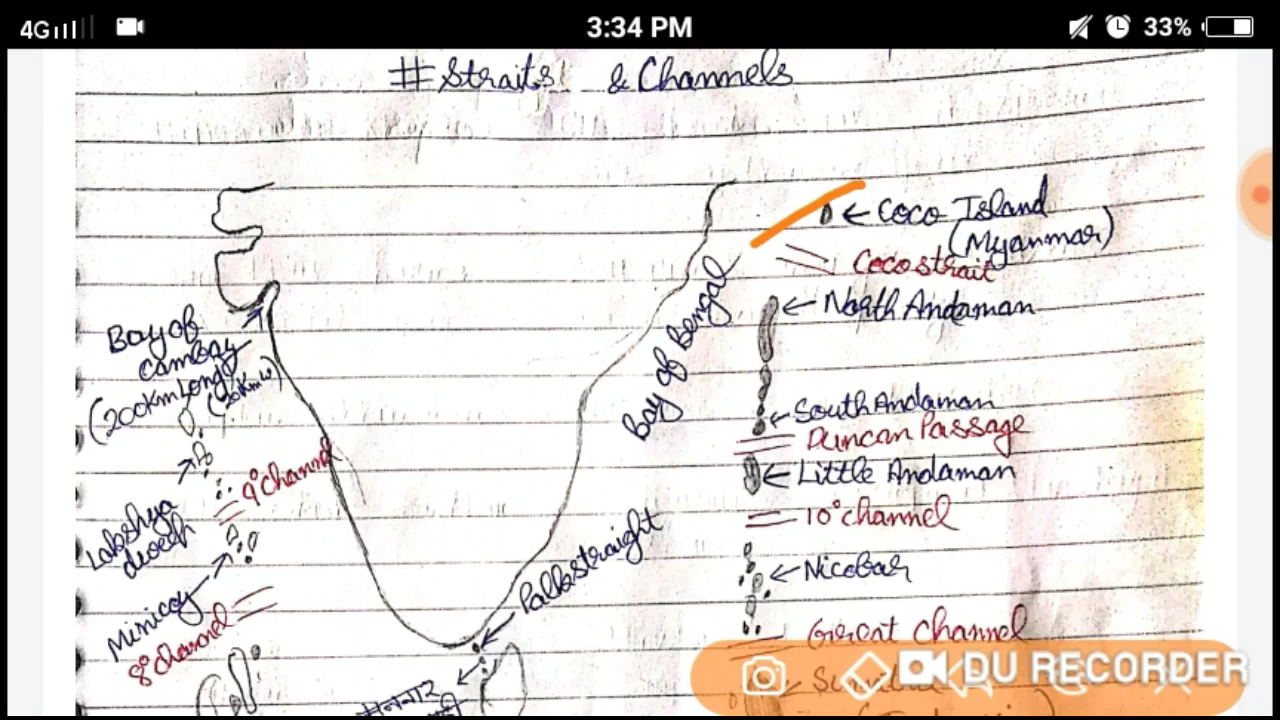 4G
3:34 PM
33%
# Straits & Channels
← Coco Island
(Myanmar)
Coco strait
← North Andaman
Bay of Bengal
Bay of
Cambay
(200Km Long)
← South Andaman
Duncan Passage
← Little Andaman
9° Channel
10° channel
← Nicobar
Lakshya
dweep
Minicoy
8° Channel
Palk straight
Great Channel
DU RECORDER